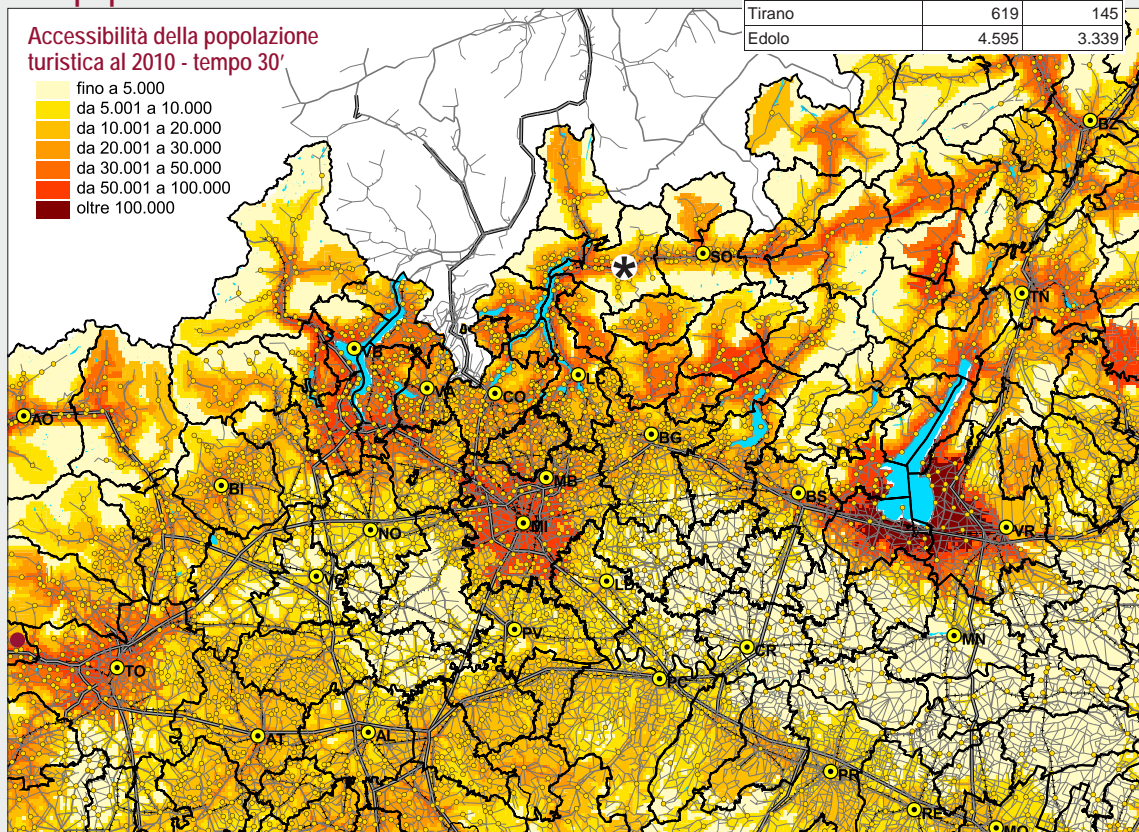 Tirano 619 145
Edolo 4.595 3.339
Accessibilità della popolazione
turistica al 2010 - tempo 30'
fino a 5.000
da 5.001 a 10.000
da 10.001 a 20.000
da 20.001 a 30.000
da 30.001 a 50.000
da 50.001 a 100.000
oltre 100.000
BZ
SO
TN
VB
LC
VA
CO
AO
BG
MB
BI
BS
MI
NO
VR
VC
LO
PV
MN
CR
TO
PC
AL
AT
PR
RE